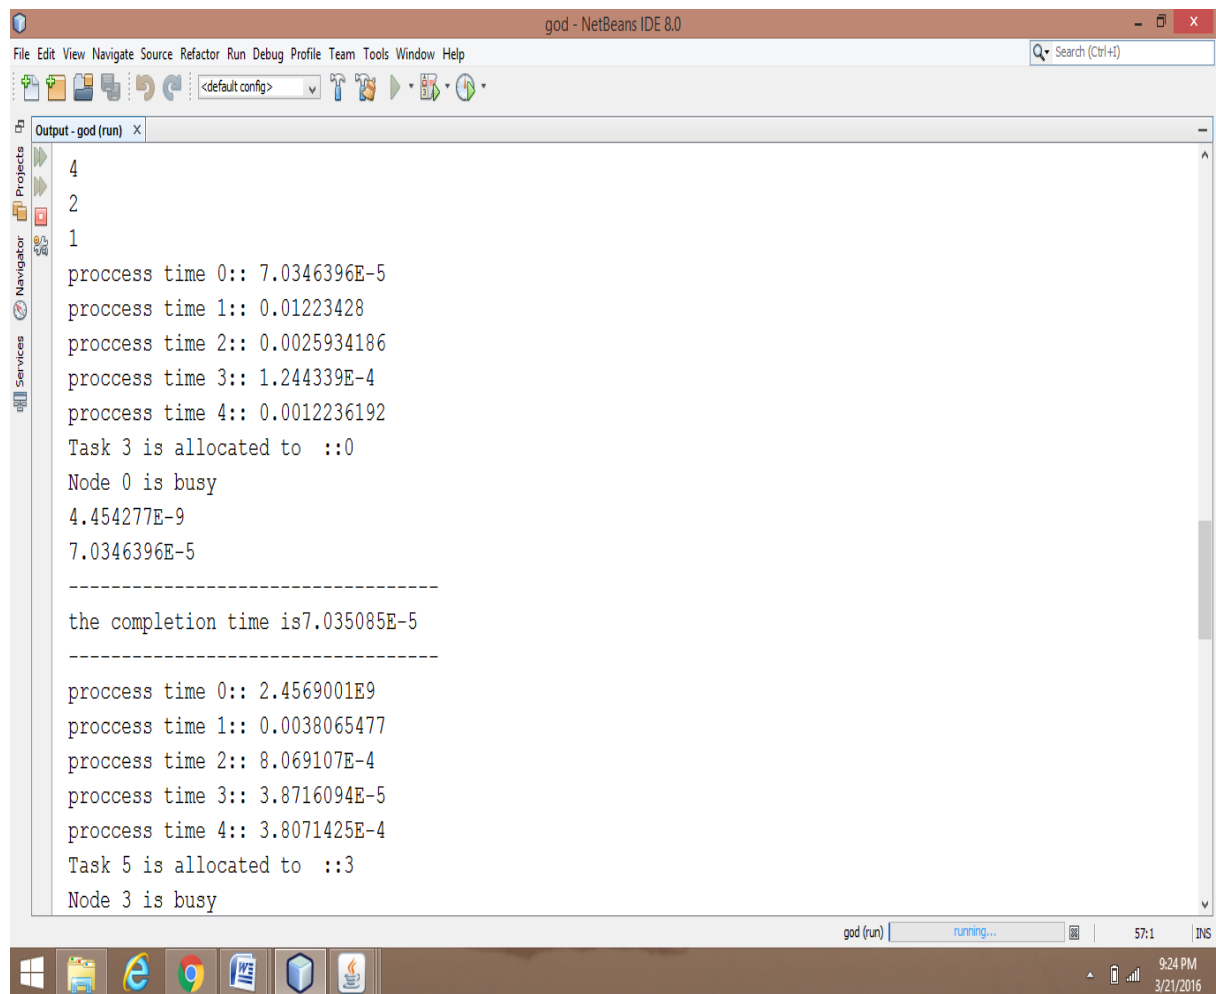 god - NetBeans IDE 8.0
File Edit View Navigate Source Refactor Run Debug Profile Team Tools Window Help
Search (Ctrl+I)
<default config>
Output - god (run)
Projects
Navigator
Services
4
2
1
proccess time 0:: 7.0346396E-5
proccess time 1:: 0.01223428
proccess time 2:: 0.0025934186
proccess time 3:: 1.244339E-4
proccess time 4:: 0.0012236192
Task 3 is allocated to  ::0
Node 0 is busy
4.454277E-9
7.0346396E-5
-----------------------------------
the completion time is7.035085E-5
-----------------------------------
proccess time 0:: 2.4569001E9
proccess time 1:: 0.0038065477
proccess time 2:: 8.069107E-4
proccess time 3:: 3.8716094E-5
proccess time 4:: 3.8071425E-4
Task 5 is allocated to  ::3
Node 3 is busy
god (run)
running...
57:1
INS
9:24 PM
3/21/2016